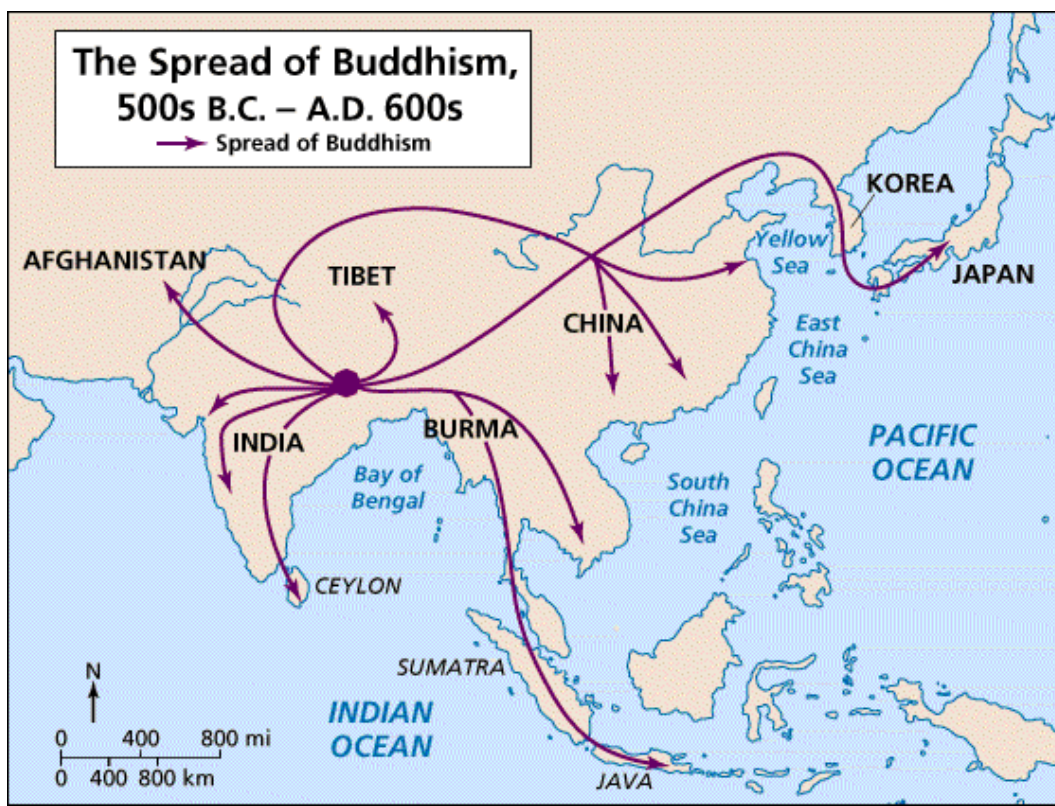 The Spread of Buddhism,
500s B.C. – A.D. 600s
Spread of Buddhism
KOREA
AFGHANISTAN
Yellow
Sea
TIBET
JAPAN
CHINA
East
China
Sea
INDIA
BURMA
PACIFIC
OCEAN
Bay of
Bengal
South
China
Sea
CEYLON
SUMATRA
N
INDIAN
OCEAN
0 400 800 mi
0 400 800 km
JAVA